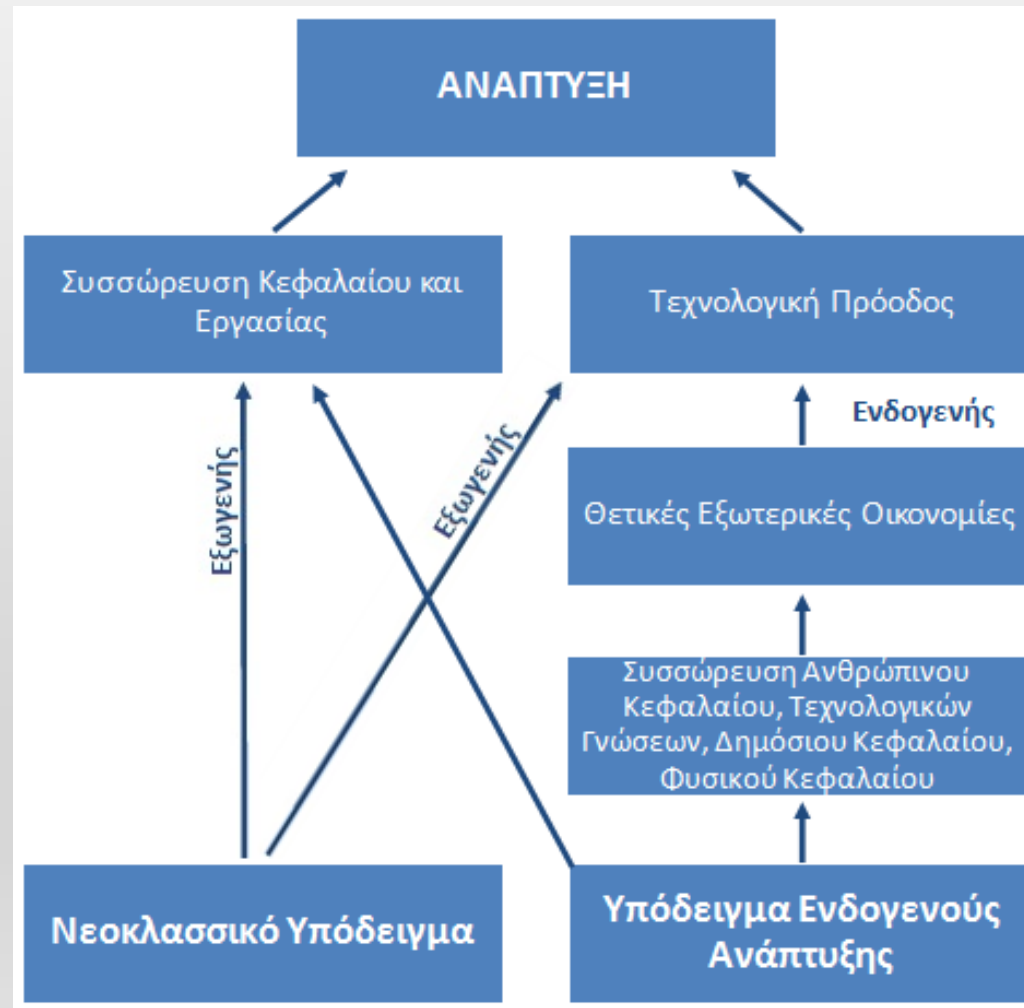 ΑΝΑΠΤΥΞΗ
Συσσώρευση Κεφαλαίου και
Εργασίας
Τεχνολογική Πρόοδος
Εξωγενής
Εξωγενής
Ενδογενής
Θετικές Εξωτερικές Οικονομίες
Συσσώρευση Ανθρώπινου
Κεφαλαίου, Τεχνολογικών
Γνώσεων, Δημόσιου Κεφαλαίου,
Φυσικού Κεφαλαίου
Νεοκλασσικό Υπόδειγμα
Υπόδειγμα Ενδογενούς
Ανάπτυξης